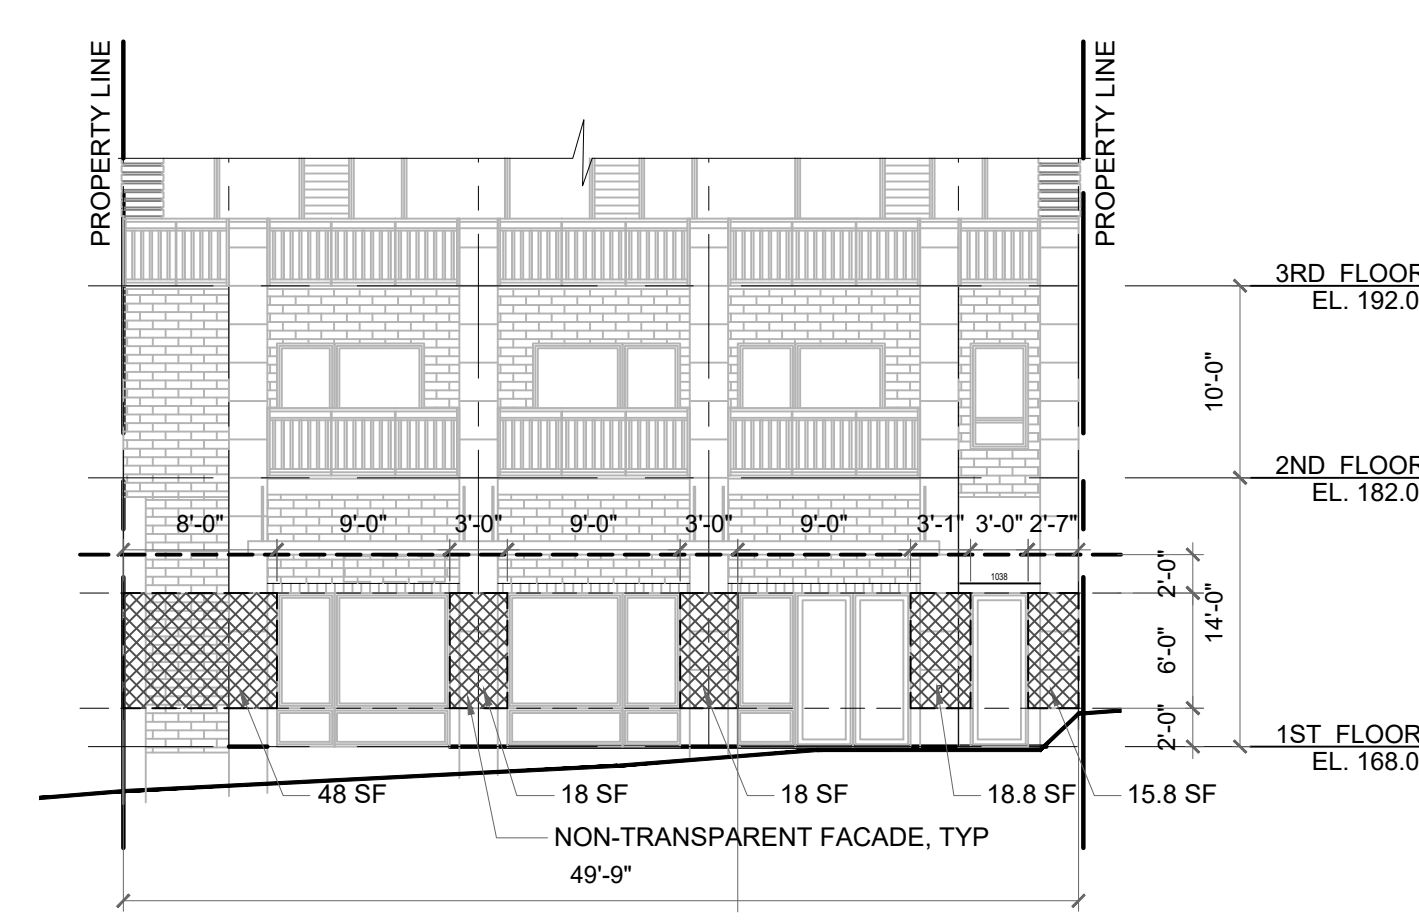 PROPERTY LINE
PROPERTY LINE
3RD FLOOR
EL. 192.0
10'-0"
2ND FLOOR
EL. 182.0
8'-0"
9'-0"
3'-0"
9'-0"
3'-0"
9'-0"
3'-1"
3'-0"
2'-7"
1038
2'-0"
14'-0"
6'-0"
2'-0"
1ST FLOOR
EL. 168.0
48 SF
18 SF
18 SF
18.8 SF
15.8 SF
NON-TRANSPARENT FACADE, TYP
49'-9"